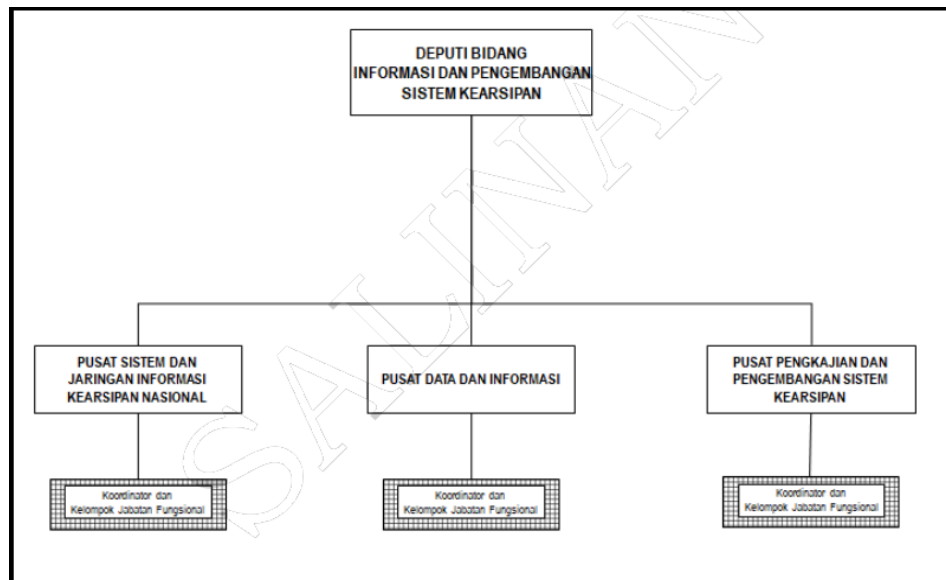 DEPUTI BIDANG
INFORMASI DAN PENGEMBANGAN
SISTEM KEARSIPAN
PUSAT SISTEM DAN
JARINGAN INFORMASI
KEARSIPAN NASIONAL
PUSAT DATA DAN INFORMASI
PUSAT PENGKAJIAN DAN
PENGEMBANGAN SISTEM
KEARSIPAN
Koordinator dan
Kelompok Jabatan Fungsional
Koordinator dan
Kelompok Jabatan Fungsional
Koordinator dan
Kelompok Jabatan Fungsional
SALINAN